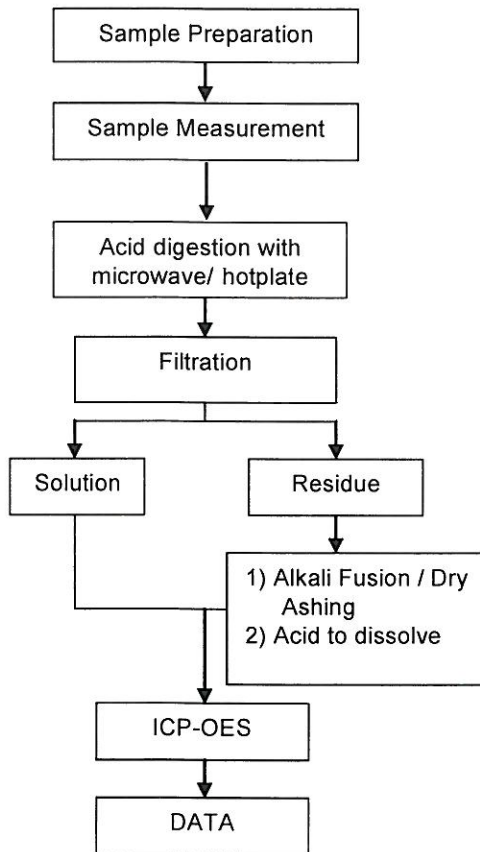 Sample Preparation
Sample Measurement
Acid digestion with
microwave/ hotplate
Filtration
Solution
Residue
1) Alkali Fusion / Dry
Ashing
2) Acid to dissolve
ICP-OES
DATA